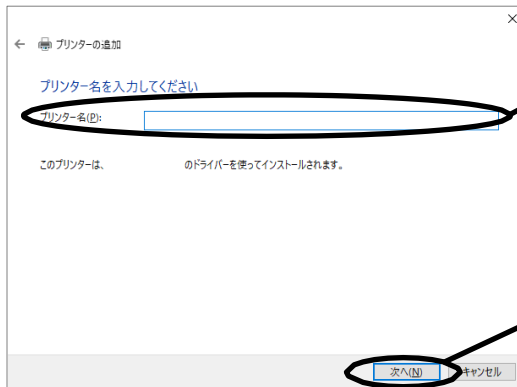 プリンターの追加
プリンター名を入力してください
プリンター名(P):
このプリンターは、 のドライバーを使ってインストールされます。
次へ(N) キャンセル